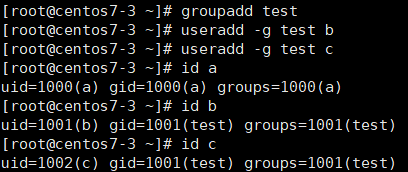 [root@centos7-3 ~]# groupadd test
[root@centos7-3 ~]# useradd -g test b
[root@centos7-3 ~]# useradd -g test c
[root@centos7-3 ~]# id a
uid=1000(a) gid=1000(a) groups=1000(a)
[root@centos7-3 ~]# id b
uid=1001(b) gid=1001(test) groups=1001(test)
[root@centos7-3 ~]# id c
uid=1002(c) gid=1001(test) groups=1001(test)